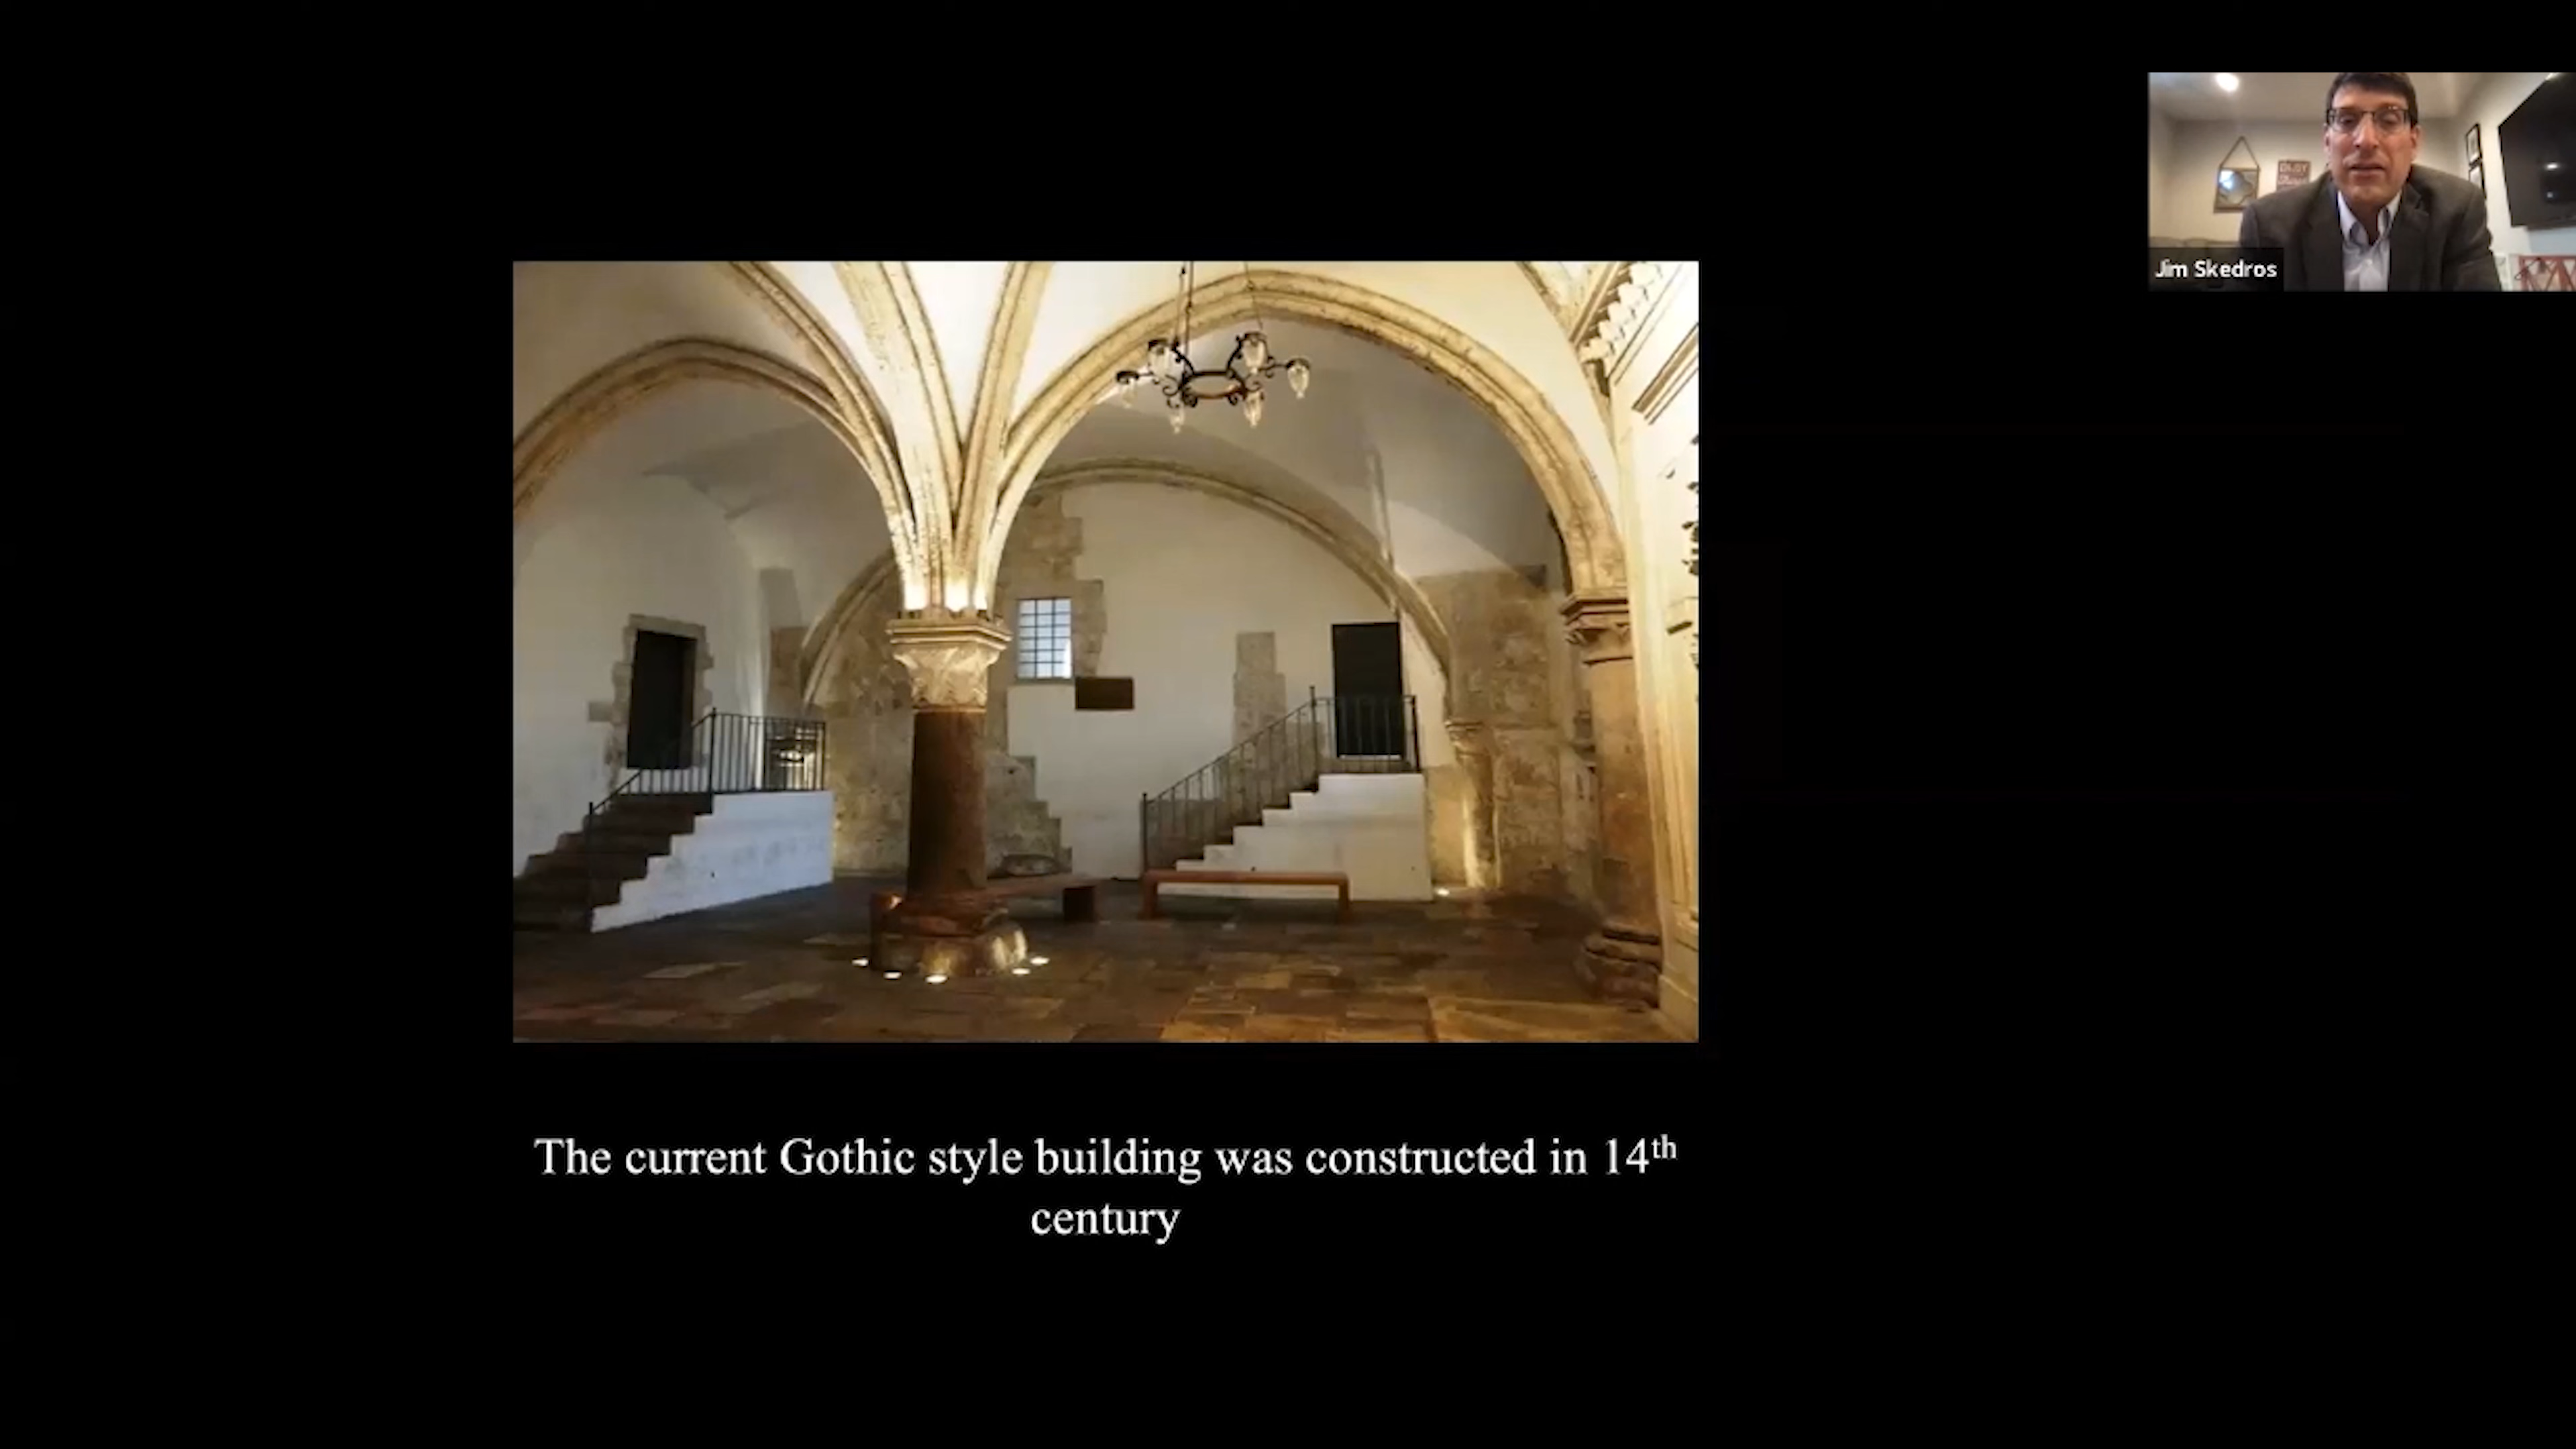 Jim Skedros
The current Gothic style building was constructed in 14th
century